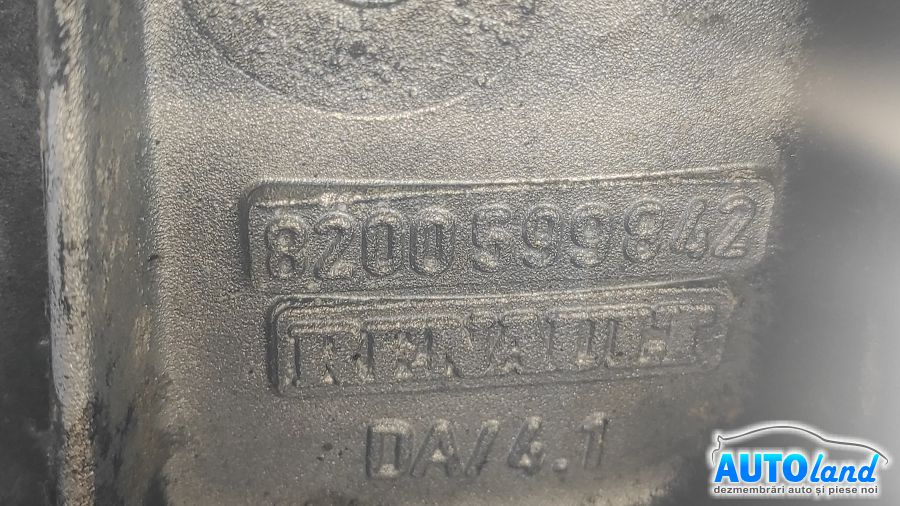 8200599842
RENAULT
DA/4.1
AUTOland
dezmembrări auto și piese noi